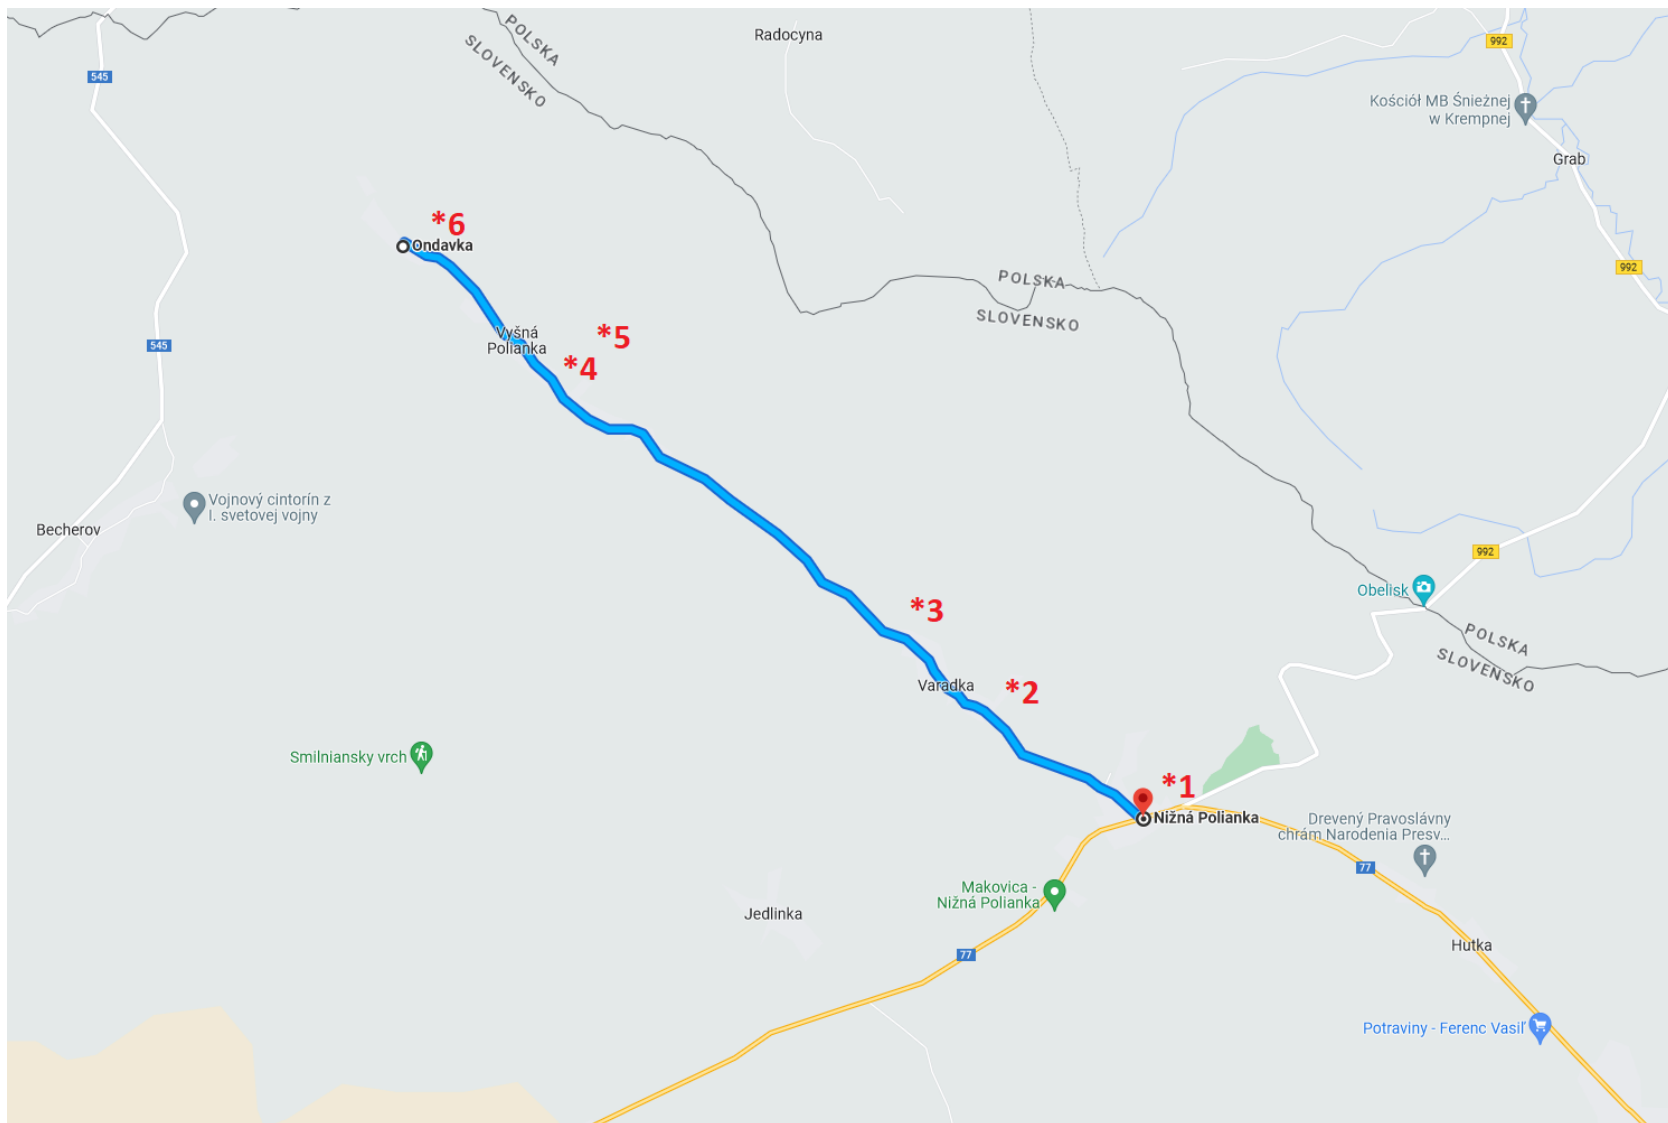 POLSKA
SLOVENSKO
Radocyna
992
545
Kościół MB Śnieżnej
w Krempnej
Grab
*6
Ondavka
992
POLSKA
SLOVENSKO
545
Vyšná
Polianka
*5
*4
Vojnový cintorín z
I. svetovej vojny
Becherov
992
Obelisk
*3
POLSKA
SLOVENSKO
Varadka
*2
Smilniansky vrch
*1
Nižná Polianka
Drevený Pravoslávny
chrám Narodenia Presv...
77
Makovica -
Nižná Polianka
Jedlinka
77
Hutka
Potraviny - Ferenc Vasiľ